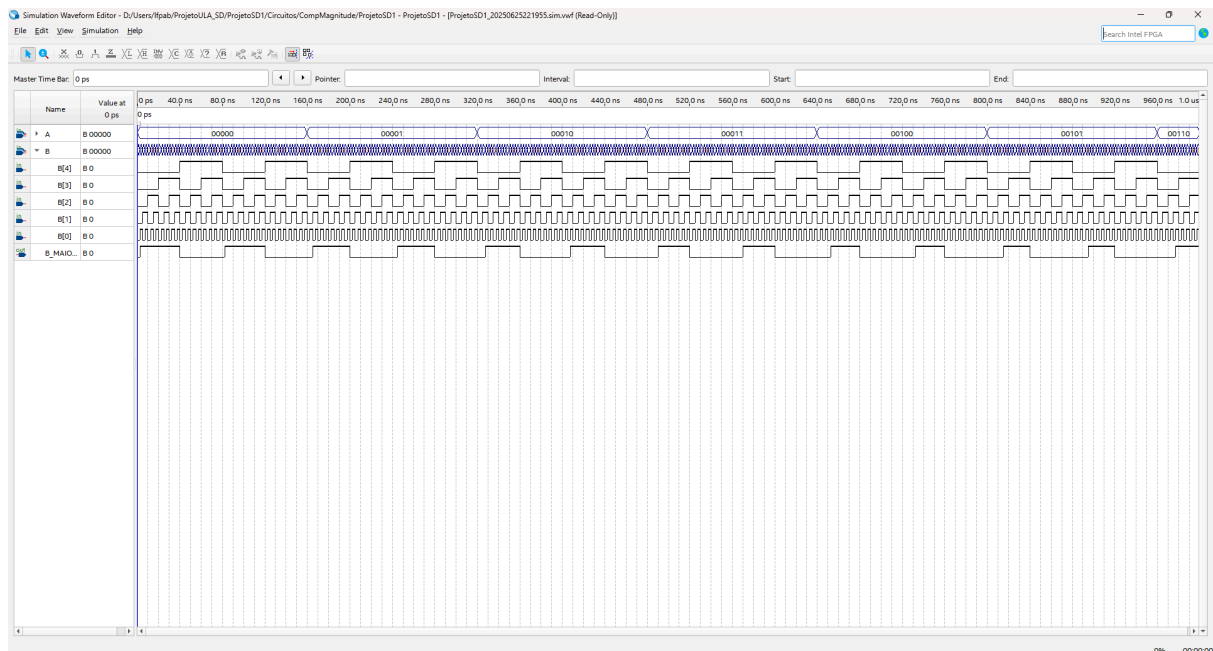 Simulation Waveform Editor - D:/Users/lfpab/ProjetoULA_SD/ProjetoSD1/Circuitos/CompMagnitude/ProjetoSD1 - ProjetoSD1 - [ProjetoSD1_20250625221955.sim.vwf (Read-Only)]
File Edit View Simulation Help
Search Intel FPGA
Master Time Bar: 0 ps Pointer: Interval: Start: End:
Name Value at 0 ps
0 ps 40,0 ns 80,0 ns 120,0 ns 160,0 ns 200,0 ns 240,0 ns 280,0 ns 320,0 ns 360,0 ns 400,0 ns 440,0 ns 480,0 ns 520,0 ns 560,0 ns 600,0 ns 640,0 ns 680,0 ns 720,0 ns 760,0 ns 800,0 ns 840,0 ns 880,0 ns 920,0 ns 960,0 ns 1.0 us
0 ps
A B 00000 00000 00001 00010 00011 00100 00101 00110
B B 00000
B[4] B 0
B[3] B 0
B[2] B 0
B[1] B 0
B[0] B 0
B_MAIO... B 0
0% 00:00:00